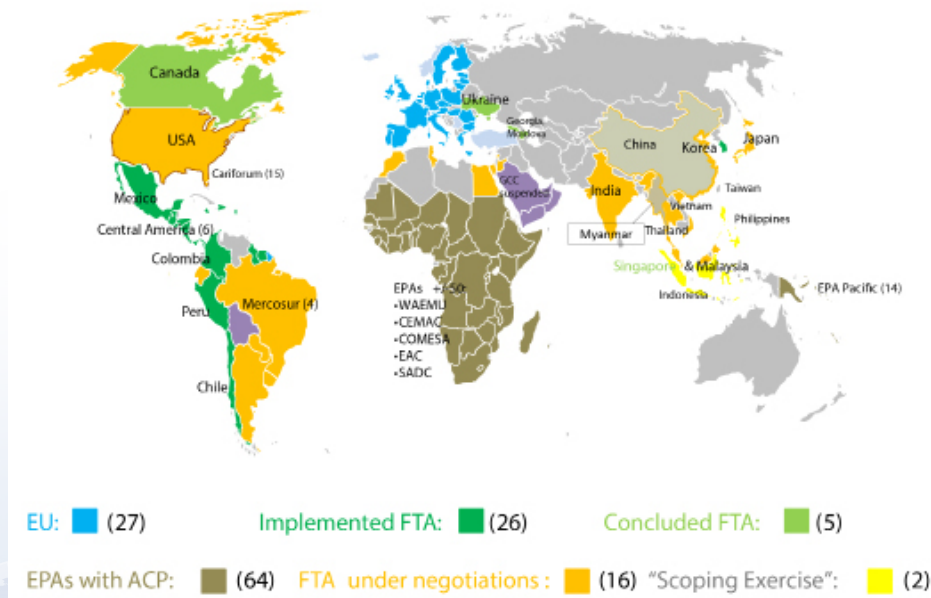 Canada
Ukraine
Georgia
Moldova
USA
China
Korea
Japan
Cariforum (15)
GCC
suspended
India
Taiwan
Mexico
Vietnam
Philippines
Central America (6)
Myanmar
Thailand
Colombia
Singapore & Malaysia
EPAs +/-50:
EPA Pacific (14)
Indonesia
Mercosur (4)
Peru
•WAEMU
•CEMAC
•COMESA
•EAC
•SADC
Chile
EU: (27) Implemented FTA: (26) Concluded FTA: (5)
EPAs with ACP: (64) FTA under negotiations : (16) “Scoping Exercise”: (2)